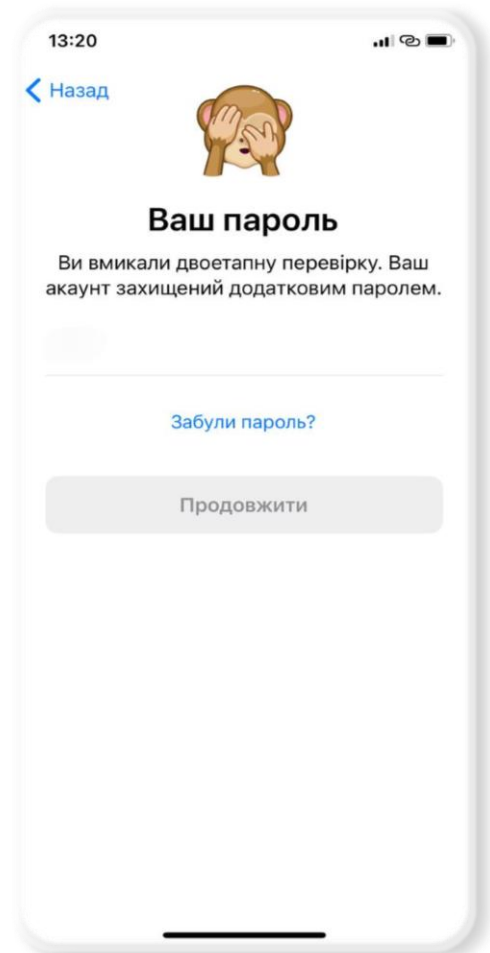 13:20
Назад
Ваш пароль
Ви вмикали двоетапну перевірку. Ваш
акаунт захищений додатковим паролем.
Забули пароль?
Продовжити